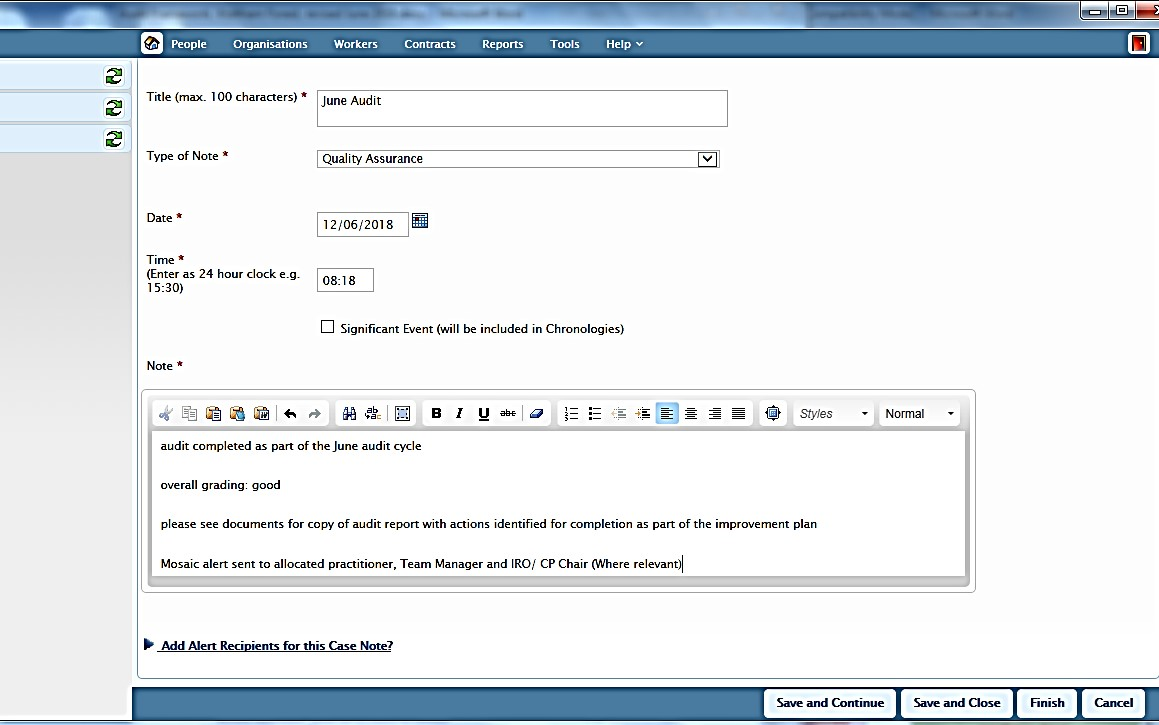 People Organisations Workers Contracts Reports Tools Help
Title (max. 100 characters) *
June Audit
Type of Note *
Quality Assurance
Date *
12/06/2018
Time *
(Enter as 24 hour clock e.g.
15:30)
08:18
Significant Event (will be included in Chronologies)
Note *
B I U abc Styles Normal
audit completed as part of the June audit cycle
overall grading: good
please see documents for copy of audit report with actions identified for completion as part of the improvement plan
Mosaic alert sent to allocated practitioner, Team Manager and IRO/ CP Chair (Where relevant)
Add Alert Recipients for this Case Note?
Save and Continue Save and Close Finish Cancel